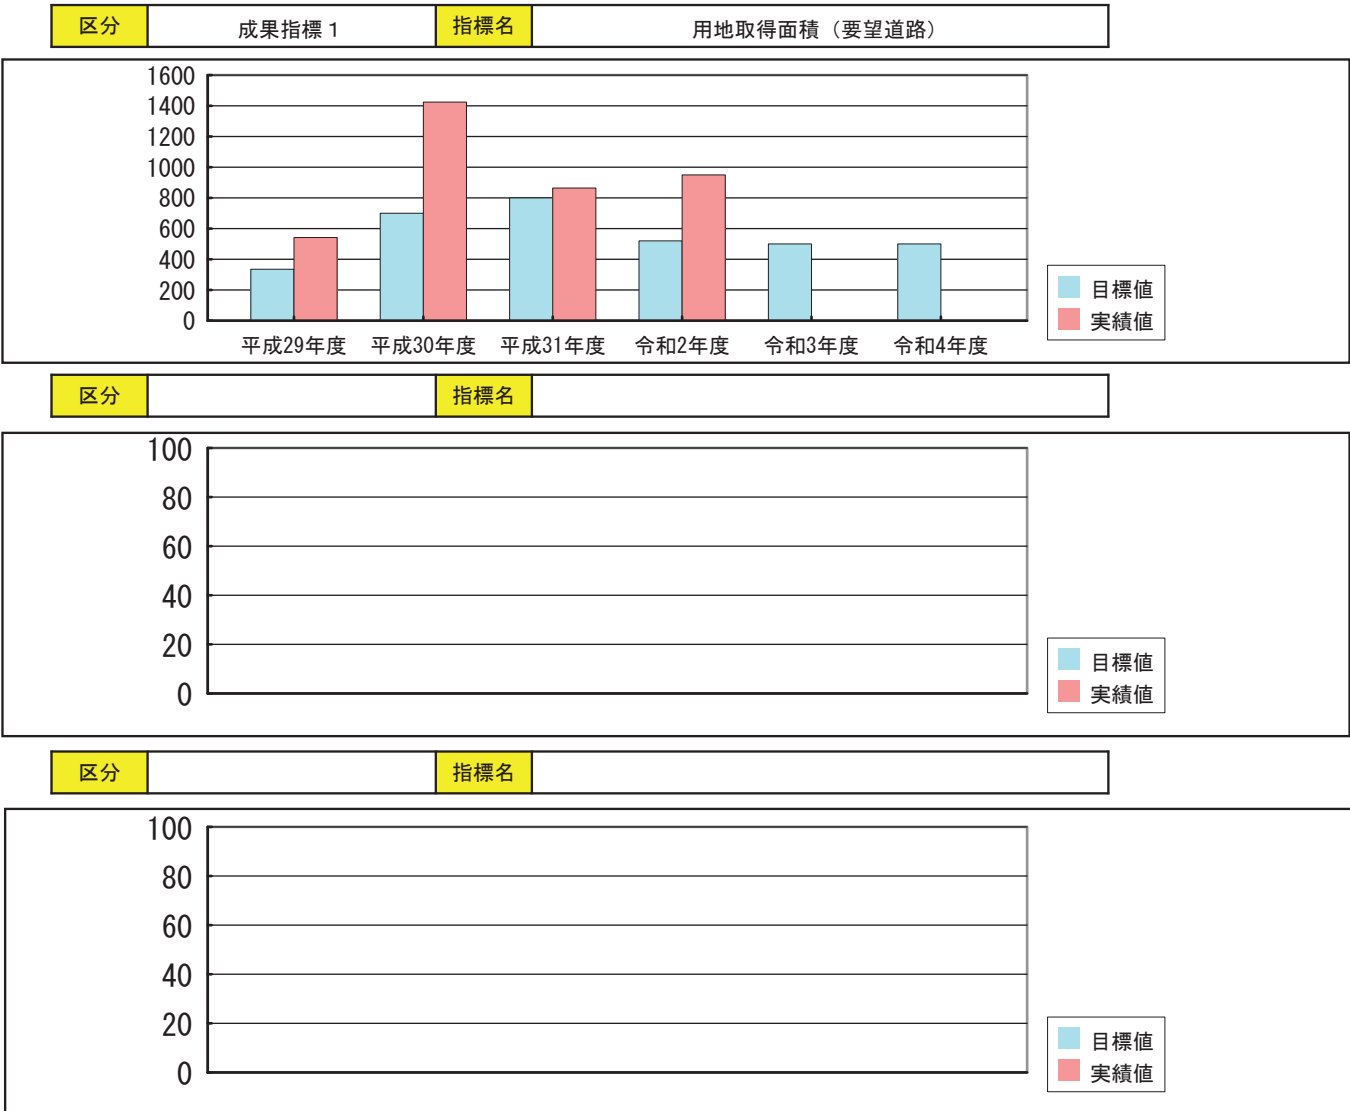 区分 成果指標１ 指標名 用地取得面積（要望道路）
1600
1400
1200
1000
800
600
400
200
0
平成29年度 平成30年度 平成31年度 令和2年度 令和3年度 令和4年度
目標値
実績値
区分 指標名
100
80
60
40
20
0
目標値
実績値
区分 指標名
100
80
60
40
20
0
目標値
実績値